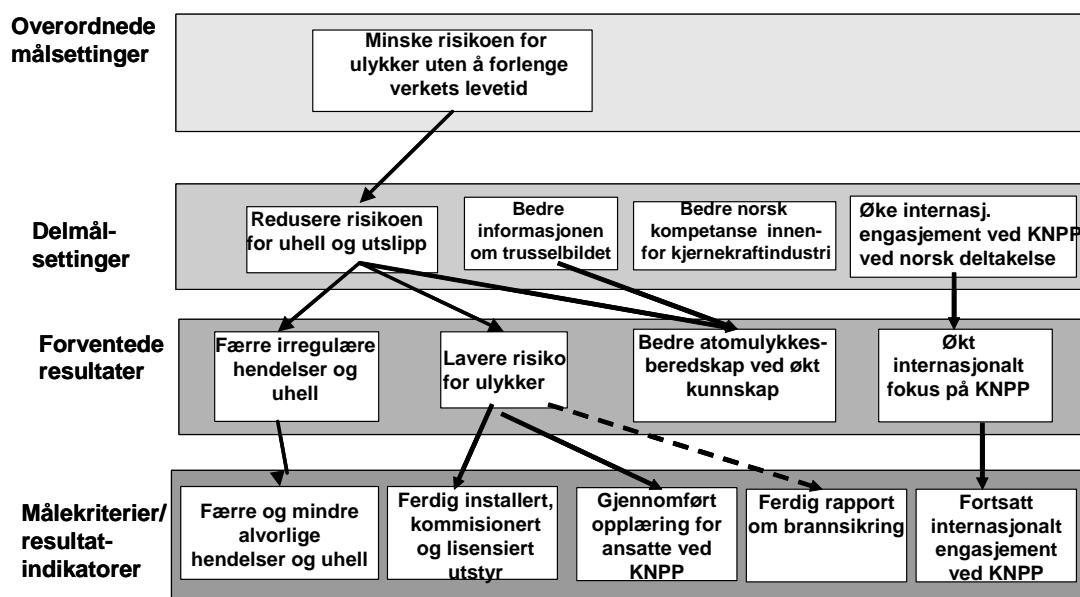 Overordnede
målsettinger
Minske risikoen for
ulykker uten å forlenge
verkets levetid
Delmål-
settinger
Redusere risikoen
for uhell og utslipp
Bedre
informasjonen
om trusselbildet
Bedre norsk
kompetanse innen-
for kjernekraftindustri
Øke internasj.
engasjement ved KNPP
ved norsk deltakelse
Forventede
resultater
Færre irregulære
hendelser og
uhell
Lavere risiko
for ulykker
Bedre atomulykkes-
beredskap ved økt
kunnskap
Økt
internasjonalt
fokus på KNPP
Målekriterier/
resultat-
indikatorer
Færre og mindre
alvorlige
hendelser og uhell
Ferdig installert,
kommisionert
og lisensiert
utstyr
Gjennomført
opplæring for
ansatte ved
KNPP
Ferdig rapport
om brannsikring
Fortsatt
internasjonalt
engasjement
ved KNPP